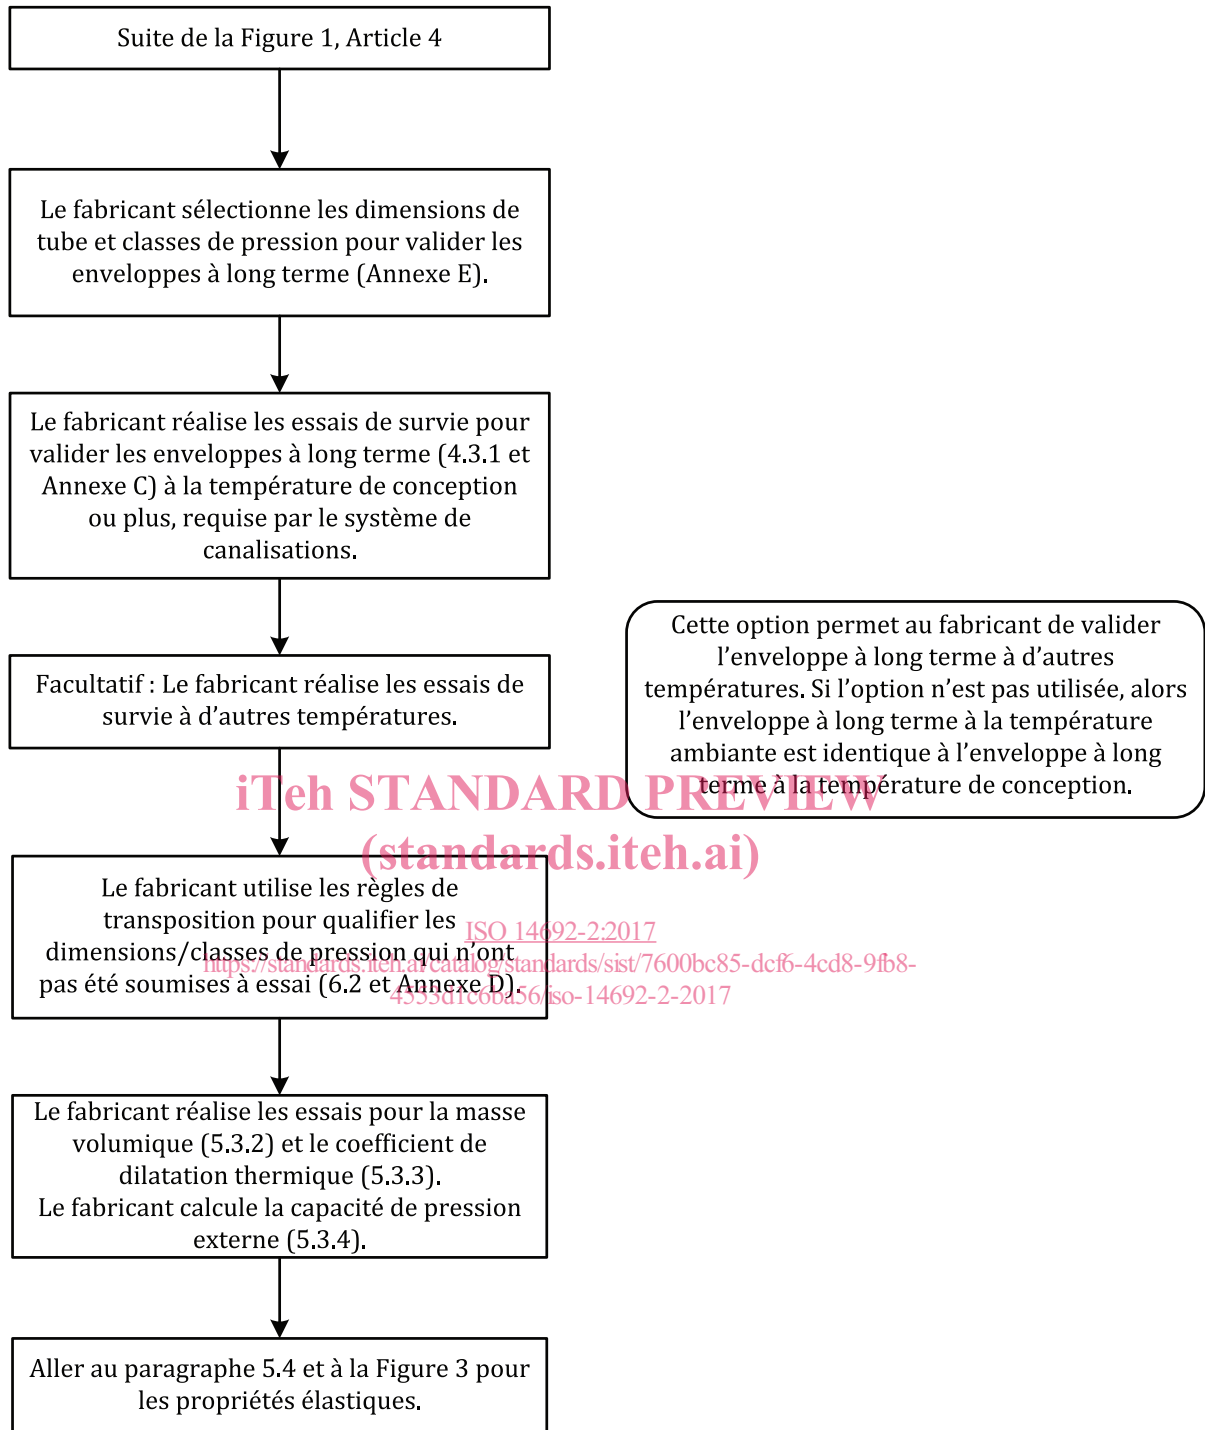 Suite de la Figure 1, Article 4
Le fabricant sélectionne les dimensions de
tube et classes de pression pour valider les
enveloppes à long terme (Annexe E).
Le fabricant réalise les essais de survie pour
valider les enveloppes à long terme (4.3.1 et
Annexe C) à la température de conception
ou plus, requise par le système de
canalisations.
Facultatif : Le fabricant réalise les essais de
survie à d'autres températures.
Cette option permet au fabricant de valider
l'enveloppe à long terme à d'autres
températures. Si l'option n'est pas utilisée, alors
l'enveloppe à long terme à la température
ambiante est identique à l'enveloppe à long
terme à la température de conception.
iTeh STANDARD PREVIEW
(standards.iteh.ai)
Le fabricant utilise les règles de
transposition pour qualifier les
dimensions/classes de pression qui n'ont
pas été soumises à essai (6.2 et Annexe D).
ISO 14692-2:2017
https://standards.iteh.ai/catalog/standards/sist/7600bc85-dcf6-4cd8-9fb8-
4553d1c6ba56/iso-14692-2-2017
Le fabricant réalise les essais pour la masse
volumique (5.3.2) et le coefficient de
dilatation thermique (5.3.3).
Le fabricant calcule la capacité de pression
externe (5.3.4).
Aller au paragraphe 5.4 et à la Figure 3 pour
les propriétés élastiques.